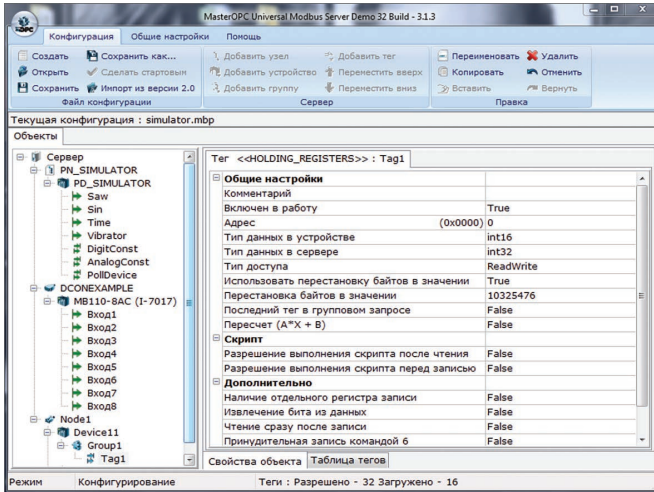 MasterOPC Universal Modbus Server Demo 32 Build - 3.1.3
Конфигурация Общие настройки Помощь
Создать Сохранить как... Добавить узел Добавить тег Переименовать Удалить
Открыть Сделать стартовым Добавить устройство Переместить вверх Копировать Отменить
Сохранить Импорт из версии 2.0 Добавить группу Переместить вниз Вставить Вернуть
Файл конфигурации Сервер Правка
Текущая конфигурация : simulator.mbp
Объекты
Сервер
PN_SIMULATOR
PD_SIMULATOR
Saw
Sin
Time
Vibrator
DigitConst
AnalogConst
PollDevice
DCONEXAMPLE
MB110-8AC (I-7017)
Вход1
Вход2
Вход3
Вход4
Вход5
Вход6
Вход7
Вход8
Node1
Device11
Group1
Tag1
Тег <<HOLDING_REGISTERS>> : Tag1
Общие настройки
Комментарий
Включен в работу True
Адрес (0x0000) 0
Тип данных в устройстве int16
Тип данных в сервере int32
Тип доступа ReadWrite
Использовать перестановку байтов в значении True
Перестановка байтов в значении 10325476
Последний тег в групповом запросе False
Пересчет (A*X + B) False
Скрипт
Разрешение выполнения скрипта после чтения False
Разрешение выполнения скрипта перед записью False
Дополнительно
Наличие отдельного регистра записи False
Извлечение бита из данных False
Чтение сразу после записи False
Принудительная запись командой 6 False
Свойства объекта Таблица тегов
Режим Конфигурирование Теги : Разрешено - 32 Загружено - 16